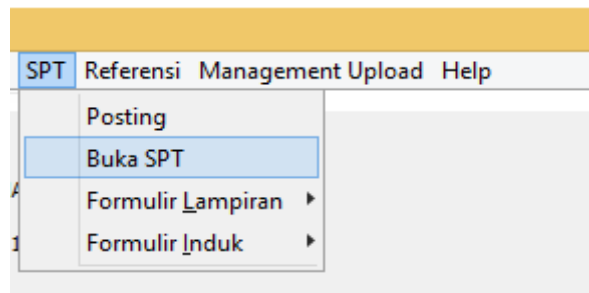 SPT Referensi Management Upload Help
Posting
Buka SPT
Formulir Lampiran
Formulir Induk